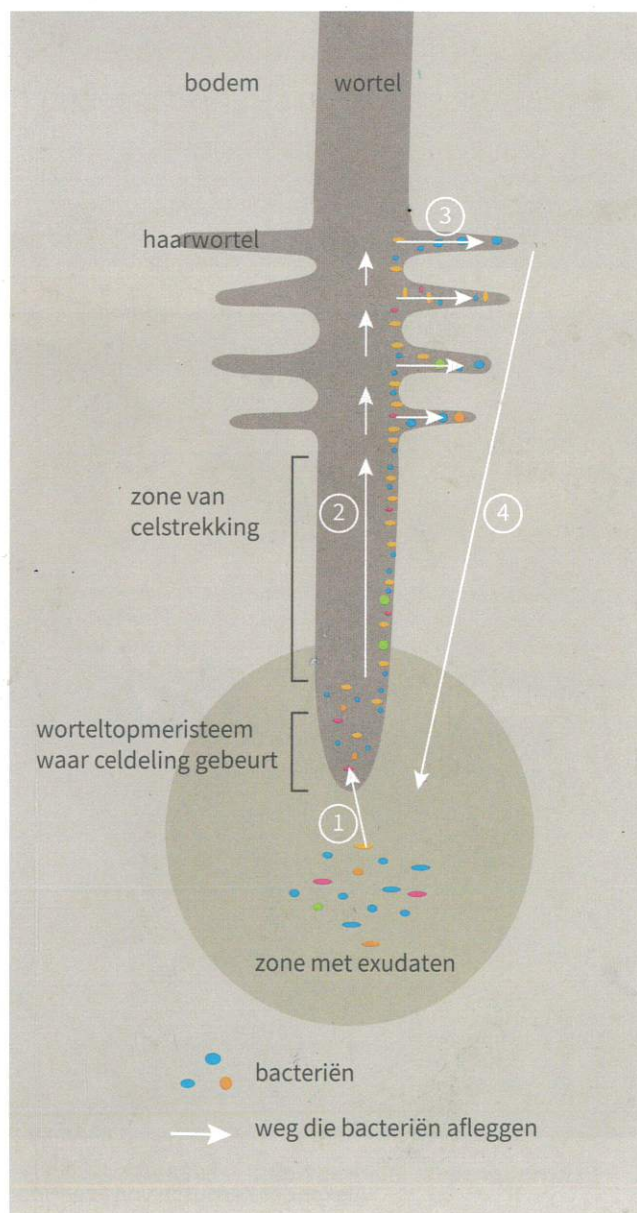 bodem wortel
3
haarwortel
zone van
celstrekking
2
4
worteltopmeristeem
waar celdeling gebeurt
1
zone met exudaten
bacteriën
weg die bacteriën afleggen